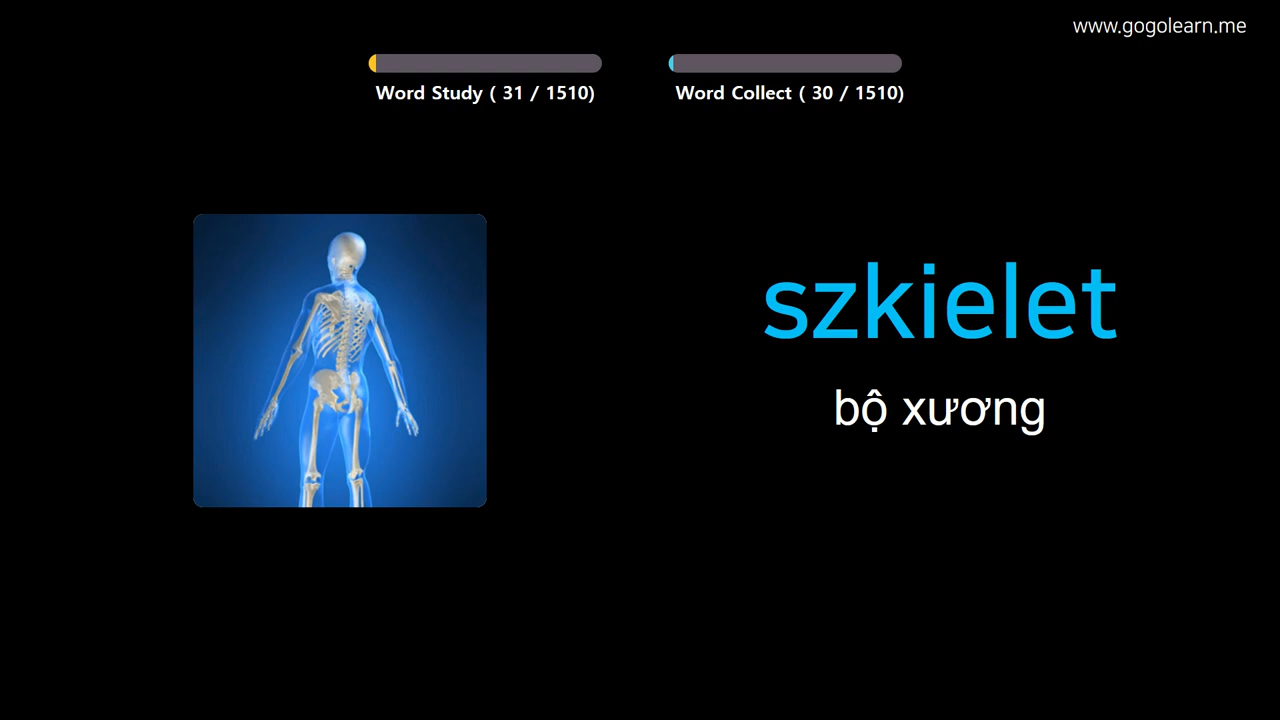 www.gogolearn.me
Word Study ( 31 / 1510)
Word Collect ( 30 / 1510)
szkielet
bộ xương